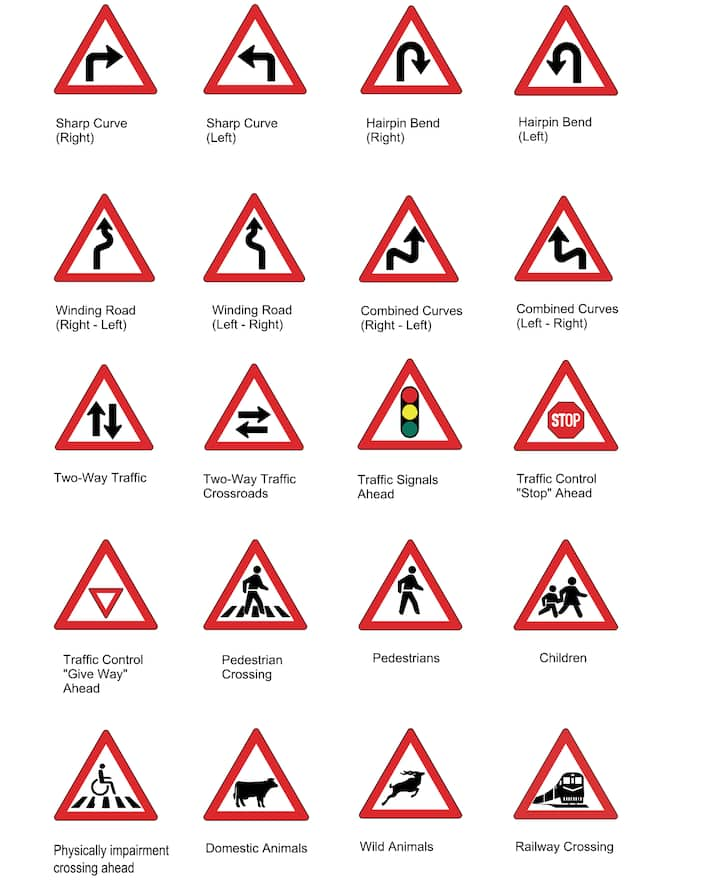 Sharp Curve
(Right)
Sharp Curve
(Left)
Hairpin Bend
(Right)
Hairpin Bend
(Left)
Winding Road
(Right - Left)
Winding Road
(Left - Right)
Combined Curves
(Right - Left)
Combined Curves
(Left - Right)
STOP
Two-Way Traffic
Two-Way Traffic
Crossroads
Traffic Signals
Ahead
Traffic Control
"Stop" Ahead
Traffic Control
"Give Way"
Ahead
Pedestrian
Crossing
Pedestrians
Children
Physically impairment
crossing ahead
Domestic Animals
Wild Animals
Railway Crossing